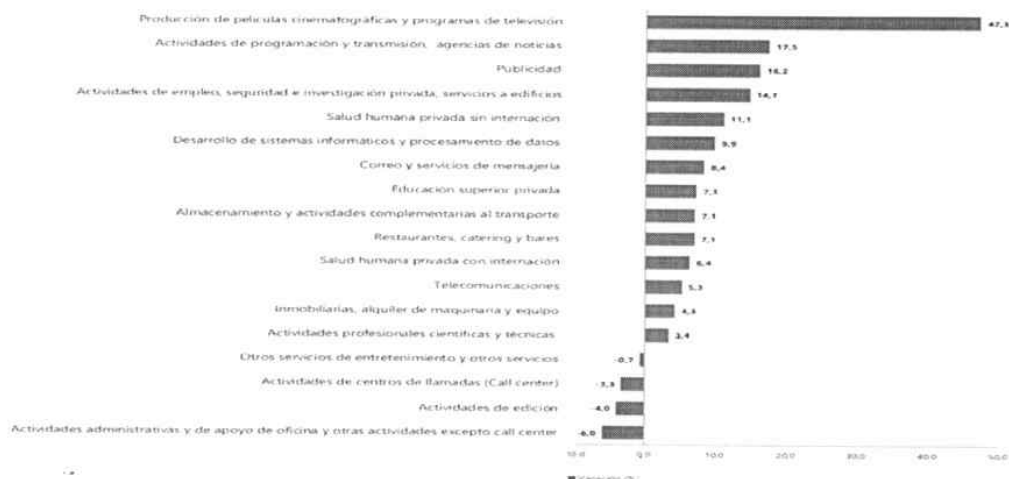 Producción de películas cinematográficas y programas de televisión 47,3
Actividades de programación y transmisión, agencias de noticias 17,5
Publicidad 16,2
Actividades de empleo, seguridad e investigación privada, servicios a edificios 14,7
Salud humana privada sin internación 11,1
Desarrollo de sistemas informáticos y procesamiento de datos 9,9
Correo y servicios de mensajería 8,4
Educación superior privada 7,3
Almacenamiento y actividades complementarias al transporte 7,1
Restaurantes, catering y bares 7,1
Salud humana privada con internación 6,4
Telecomunicaciones 5,3
Inmobiliarias, alquiler de maquinaria y equipo
Actividades profesionales científicas y técnicas 3,4
Otros servicios de entretenimiento y otros servicios -0,7
Actividades de centros de llamadas (Call center) -3,3
Actividades de edición -4,0
Actividades administrativas y de apoyo de oficina y otras actividades excepto call center -6,0
0,0 10,0 20,0 30,0 40,0